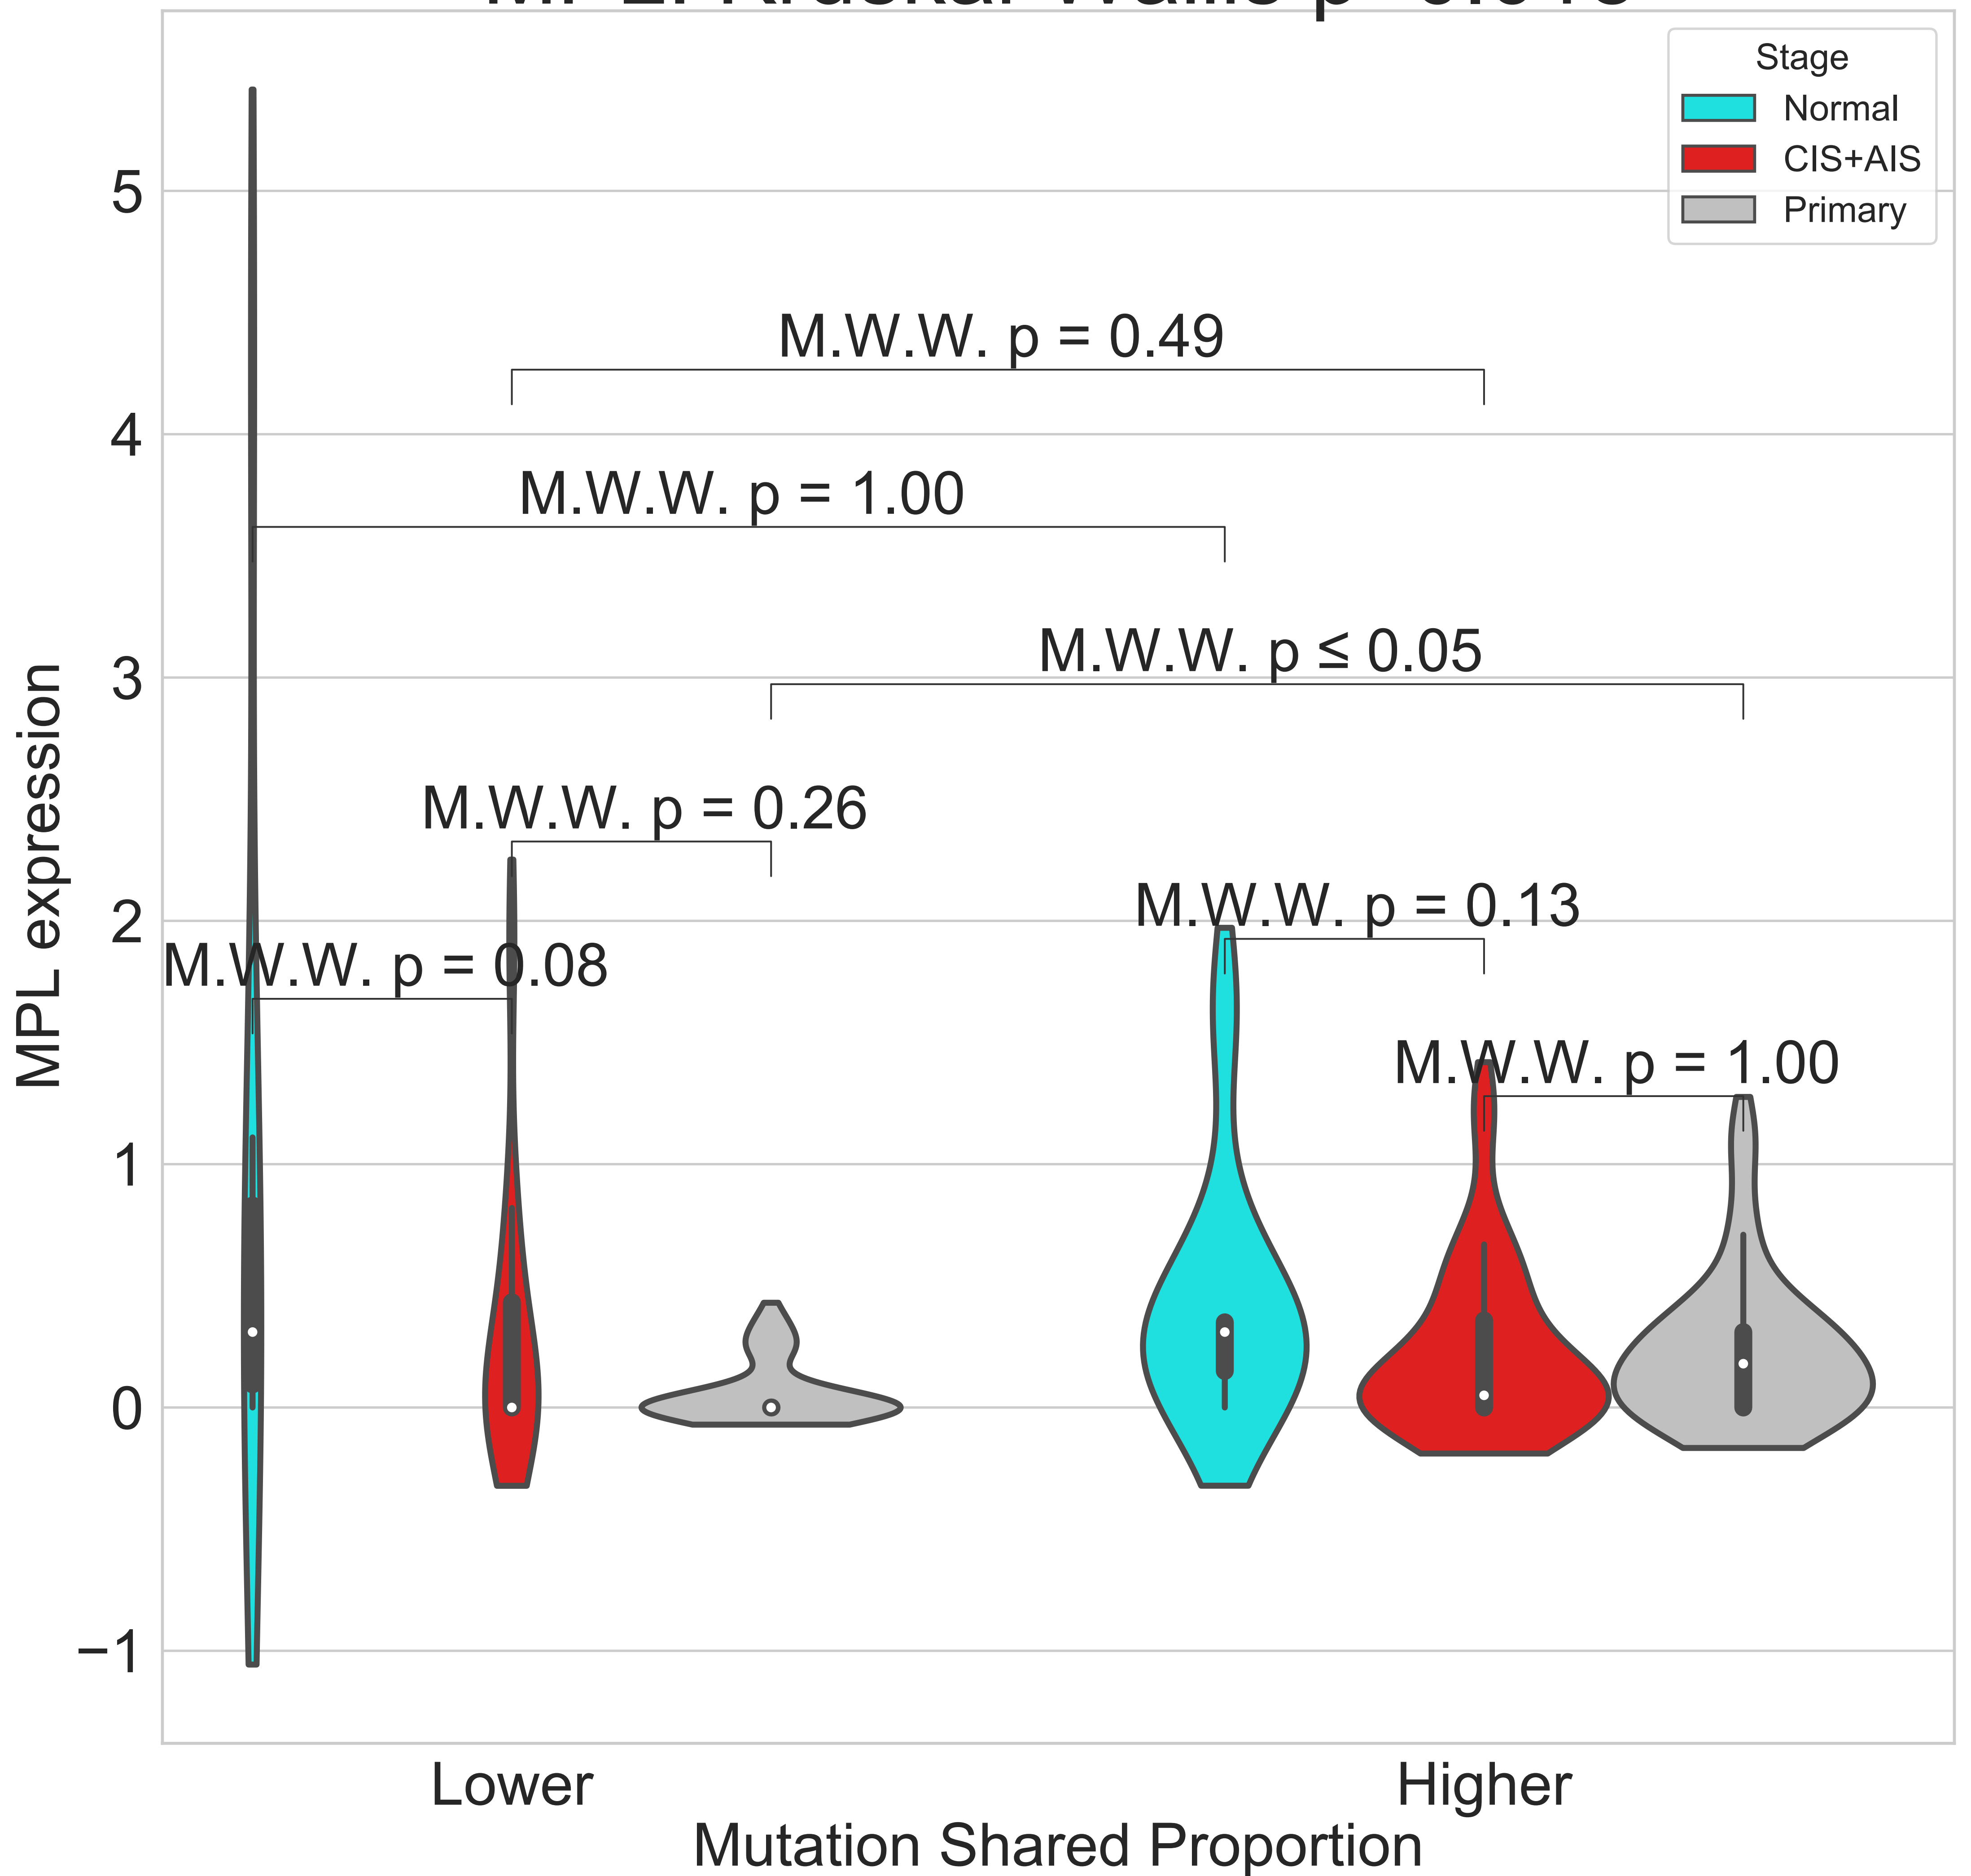 Stage
Normal
CIS+AIS
Primary
5
4
3
2
1
0
−1
MPL expression
M.W.W. p = 0.49
M.W.W. p = 1.00
M.W.W. p ≤ 0.05
M.W.W. p = 0.26
M.W.W. p = 0.13
M.W.W. p = 0.08
M.W.W. p = 1.00
Lower
Higher
Mutation Shared Proportion